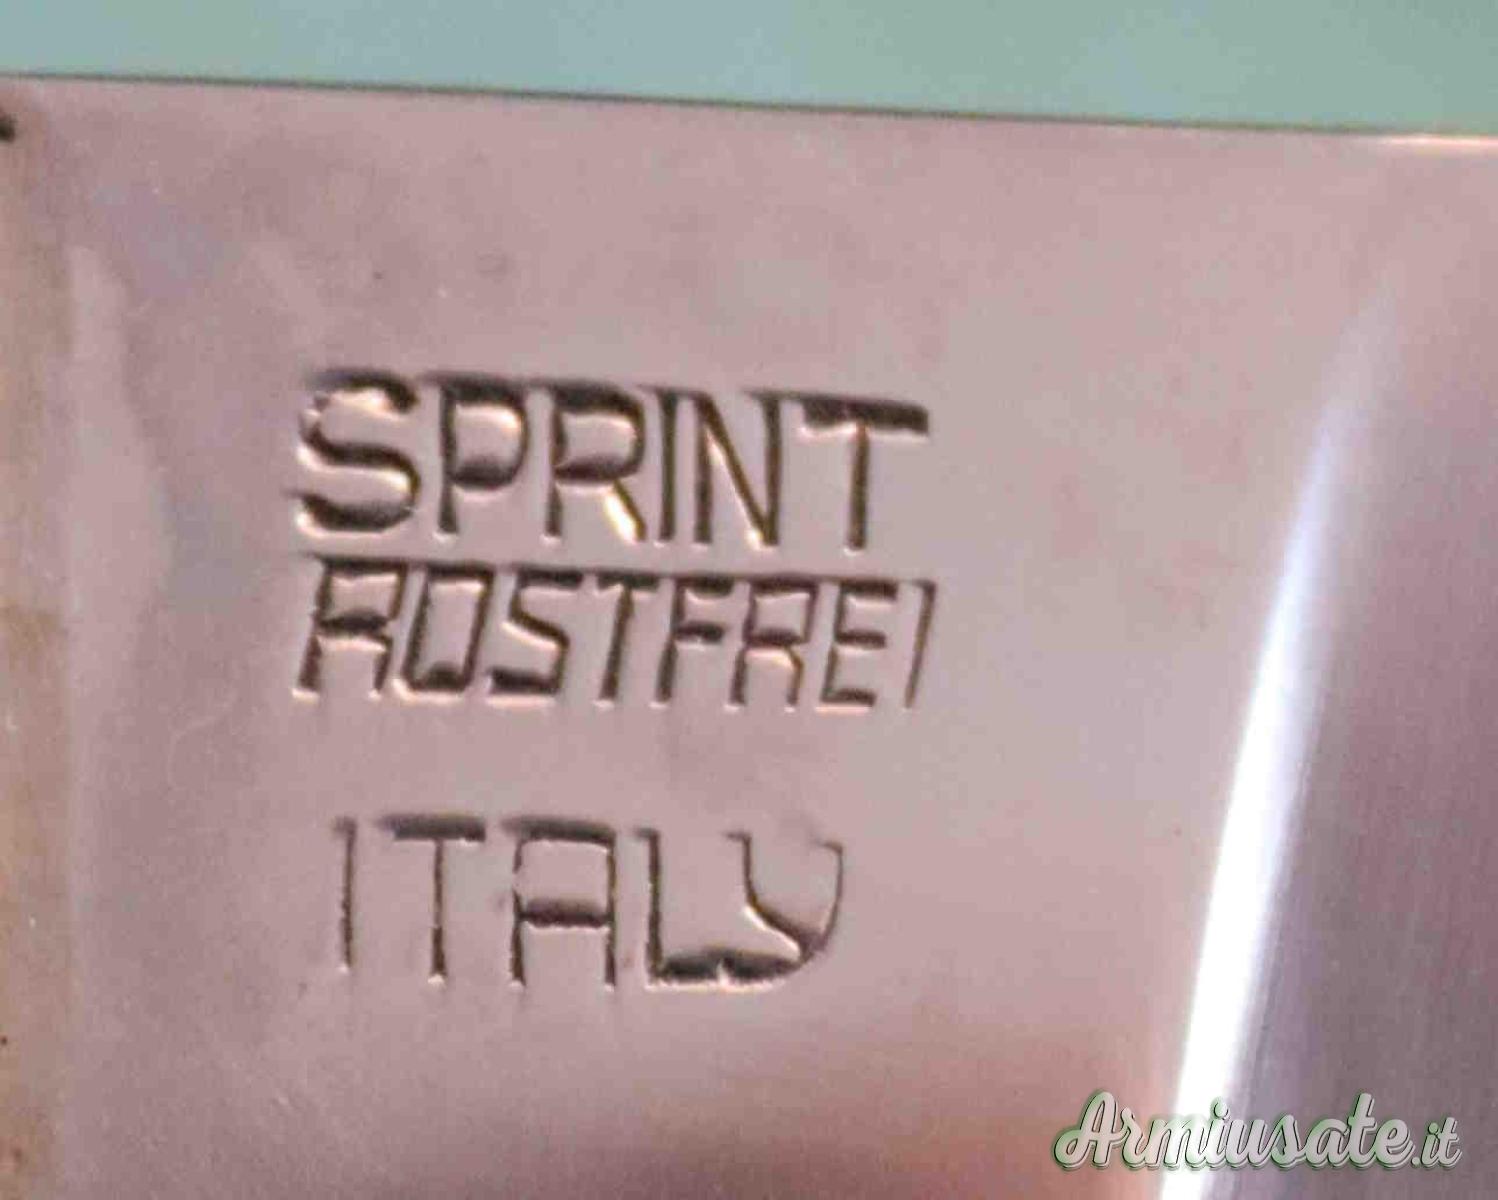 SPRINT
ROSTFREI
ITALY
Armiusate.it